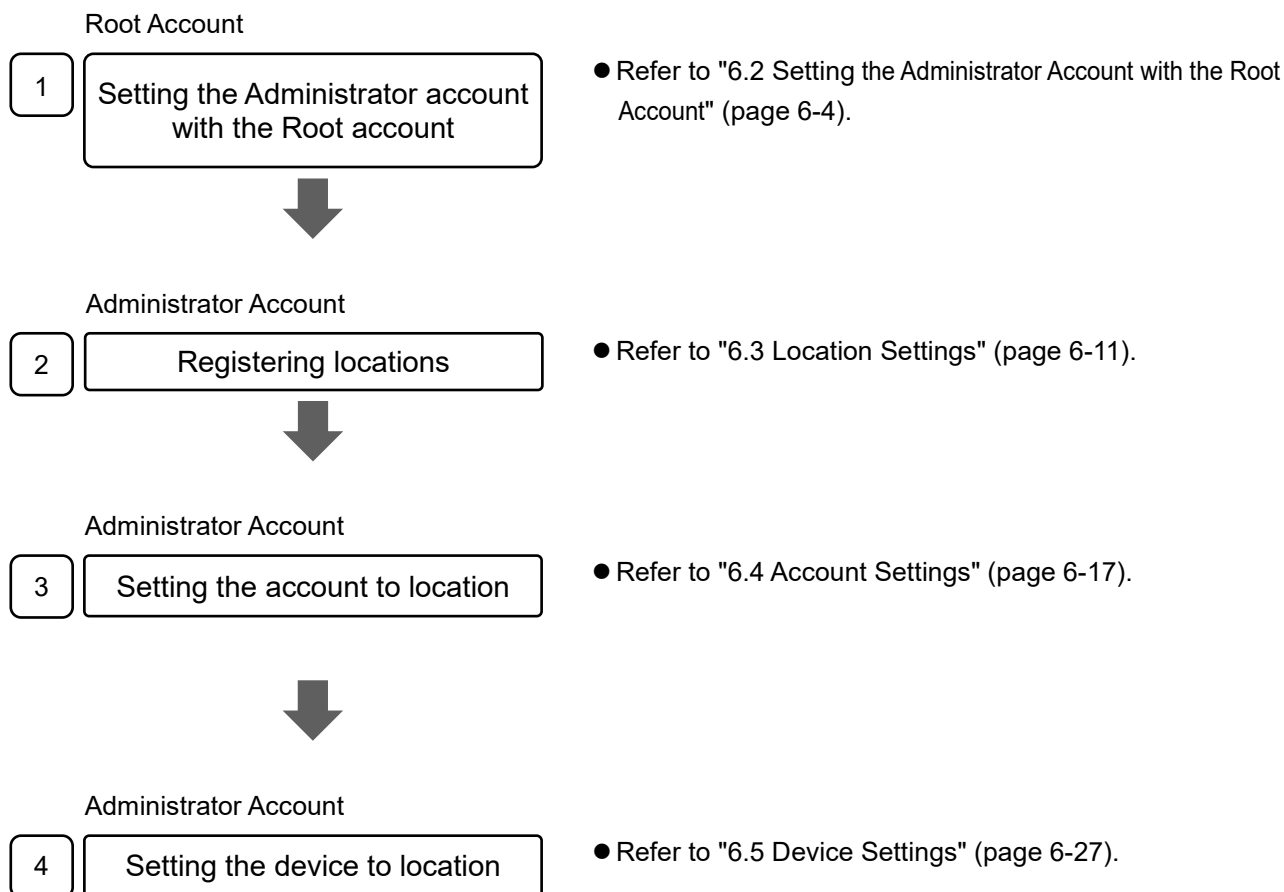 Root Account
1
Setting the Administrator account
with the Root account
● Refer to "6.2 Setting the Administrator Account with the Root
Account" (page 6-4).
Administrator Account
2
Registering locations
● Refer to "6.3 Location Settings" (page 6-11).
Administrator Account
3
Setting the account to location
● Refer to "6.4 Account Settings" (page 6-17).
Administrator Account
4
Setting the device to location
● Refer to "6.5 Device Settings" (page 6-27).